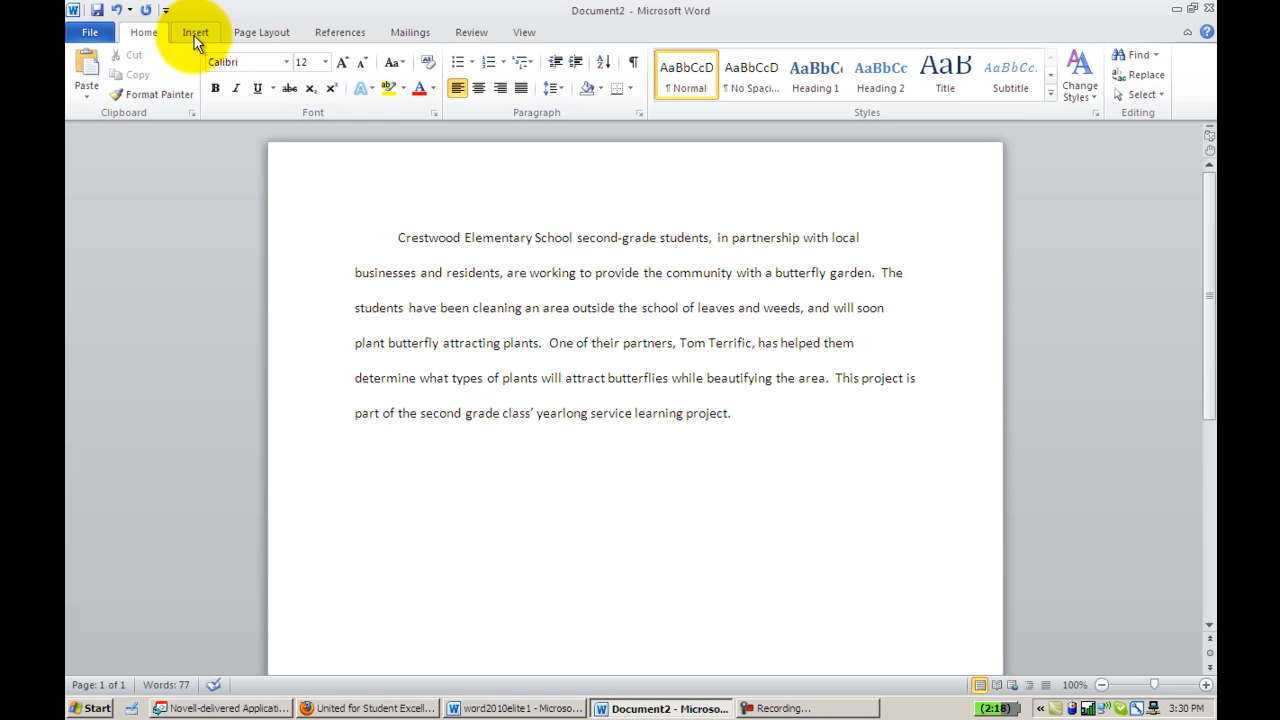 Document2 - Microsoft Word
File Home Insert Page Layout References Mailings Review View
Cut
Copy
Format Painter
Paste
Clipboard
Calibri 12
Font
Paragraph
AaBbCcD AaBbCcD AaBbC AaBbCc AaB AaBbCc.
¶ Normal ¶ No Spaci... Heading 1 Heading 2 Title Subtitle
Change
Styles
Styles
Find
Replace
Select
Editing
Crestwood Elementary School second-grade students, in partnership with local
businesses and residents, are working to provide the community with a butterfly garden. The
students have been cleaning an area outside the school of leaves and weeds, and will soon
plant butterfly attracting plants. One of their partners, Tom Terrific, has helped them
determine what types of plants will attract butterflies while beautifying the area. This project is
part of the second grade class’ yearlong service learning project.
Page: 1 of 1 Words: 77 100%
Start Novell-delivered Applicati... United for Student Excell... word2010elite1 - Microso... Document2 - Microso... Recording... (2:18) 3:30 PM